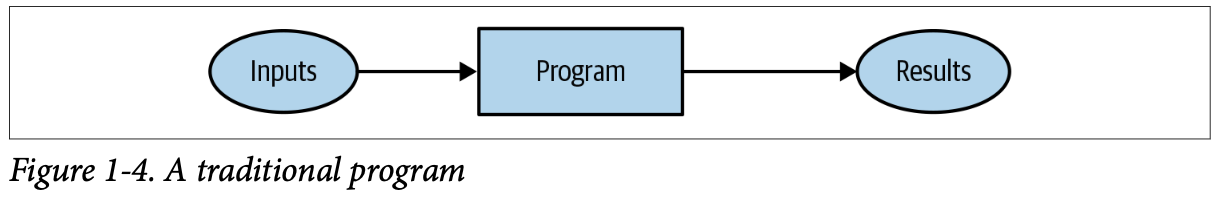 Inputs Program Results
Figure 1-4. A traditional program